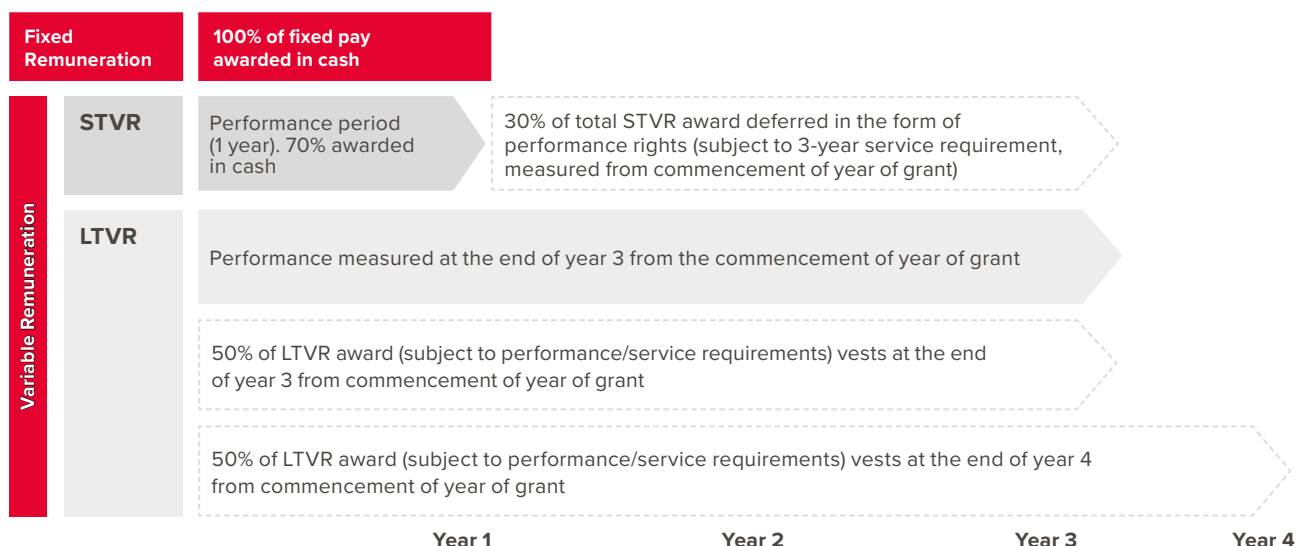 Fixed
Remuneration
100% of fixed pay
awarded in cash
Variable Remuneration
STVR
Performance period
(1 year). 70% awarded
in cash
30% of total STVR award deferred in the form of
performance rights (subject to 3-year service requirement,
measured from commencement of year of grant)
LTVR
Performance measured at the end of year 3 from the commencement of year of grant
50% of LTVR award (subject to performance/service requirements) vests at the end
of year 3 from commencement of year of grant
50% of LTVR award (subject to performance/service requirements) vests at the end of year 4
from commencement of year of grant
Year 1
Year 2
Year 3
Year 4